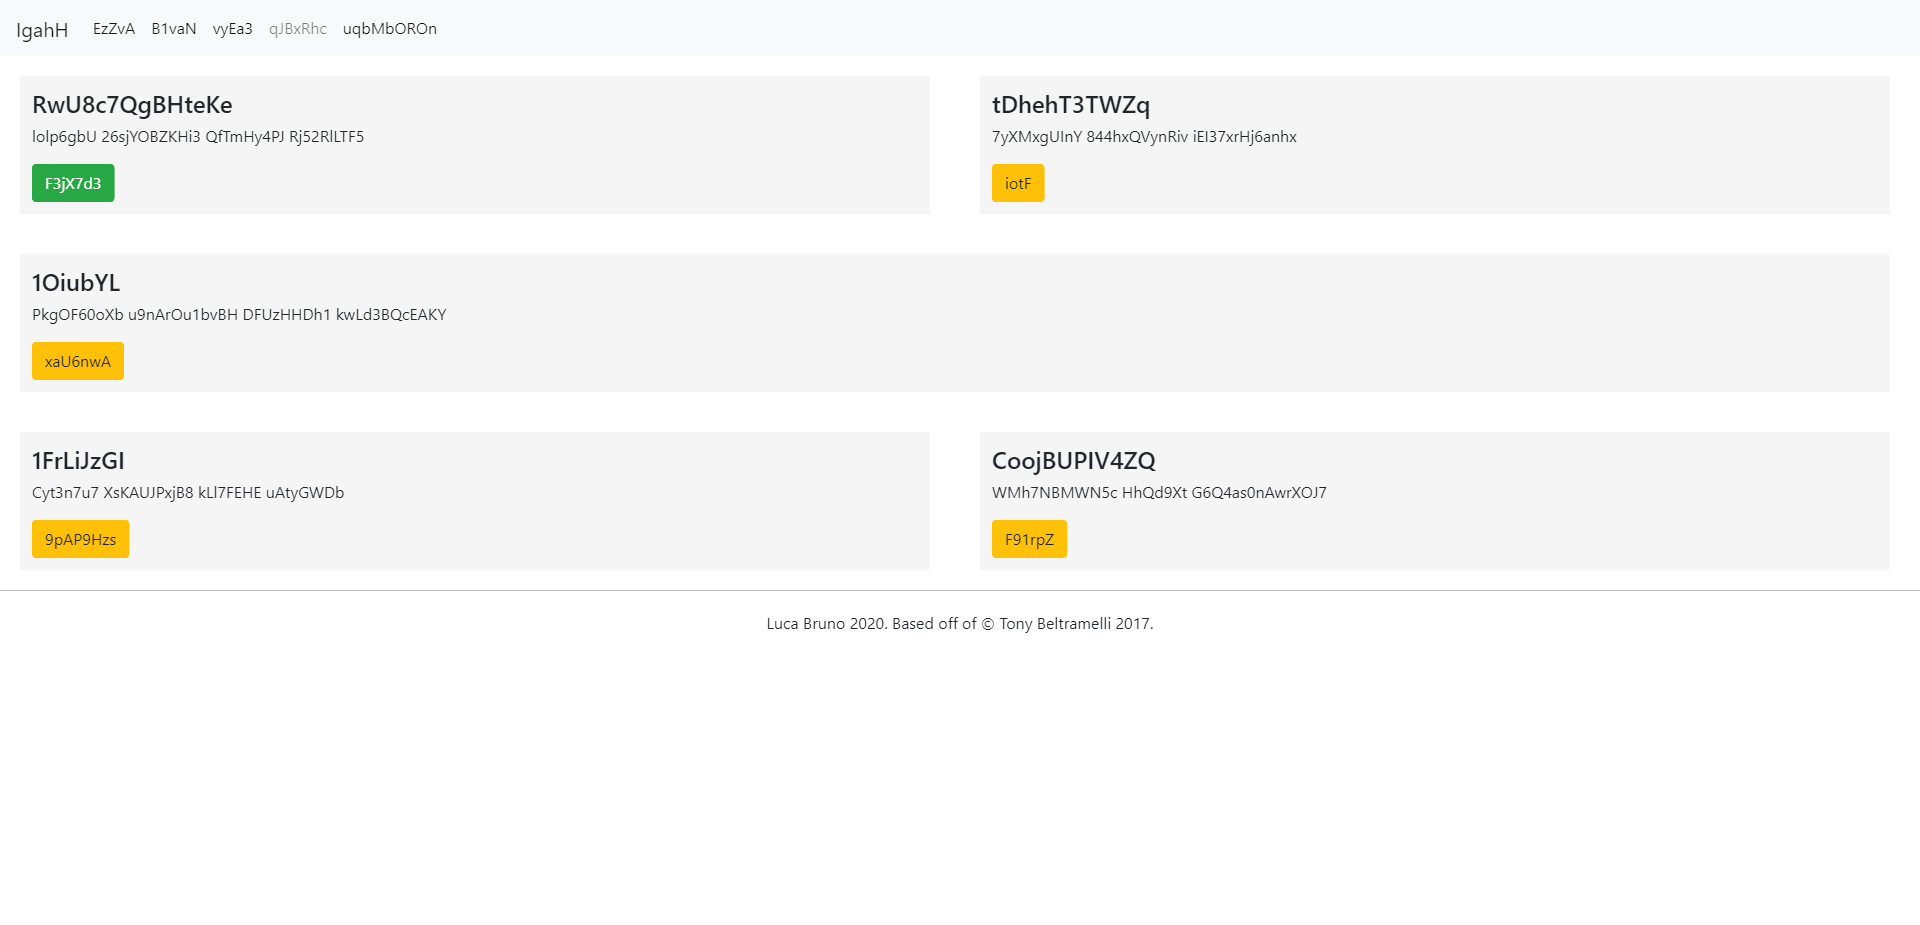 IgahH EzZvA B1vaN vyEa3 qJBxRhc uqbMbOROn
RwU8c7QgBHteKe
lolp6gbU 26sjYOBZKHi3 QfTmHy4PJ Rj52RlLTF5
F3jX7d3
tDhehT3TWZq
7yXMxgUInY 844hxQVynRiv iEI37xrHj6anhx
iotF
1OiubYL
PkgOF60oXb u9nArOu1bvBH DFUzHHDh1 kwLd3BQcEAKY
xaU6nwA
1FrLiJzGI
Cyt3n7u7 XsKAUJPxjB8 kLl7FEHE uAtyGWDb
9pAP9Hzs
CoojBUPIV4ZQ
WMh7NBMWN5c HhQd9Xt G6Q4as0nAwrXOJ7
F91rpZ
Luca Bruno 2020. Based off of © Tony Beltramelli 2017.